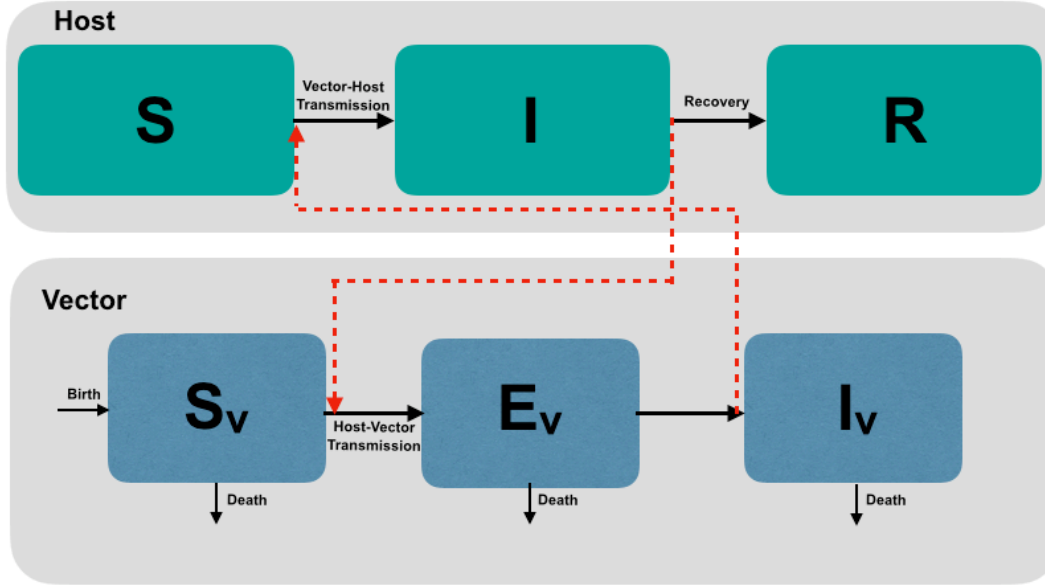 Host
S
Vector-Host
Transmission
I
Recovery
R
Vector
Birth
Sv
Host-Vector
Transmission
Ev
Iv
Death
Death
Death